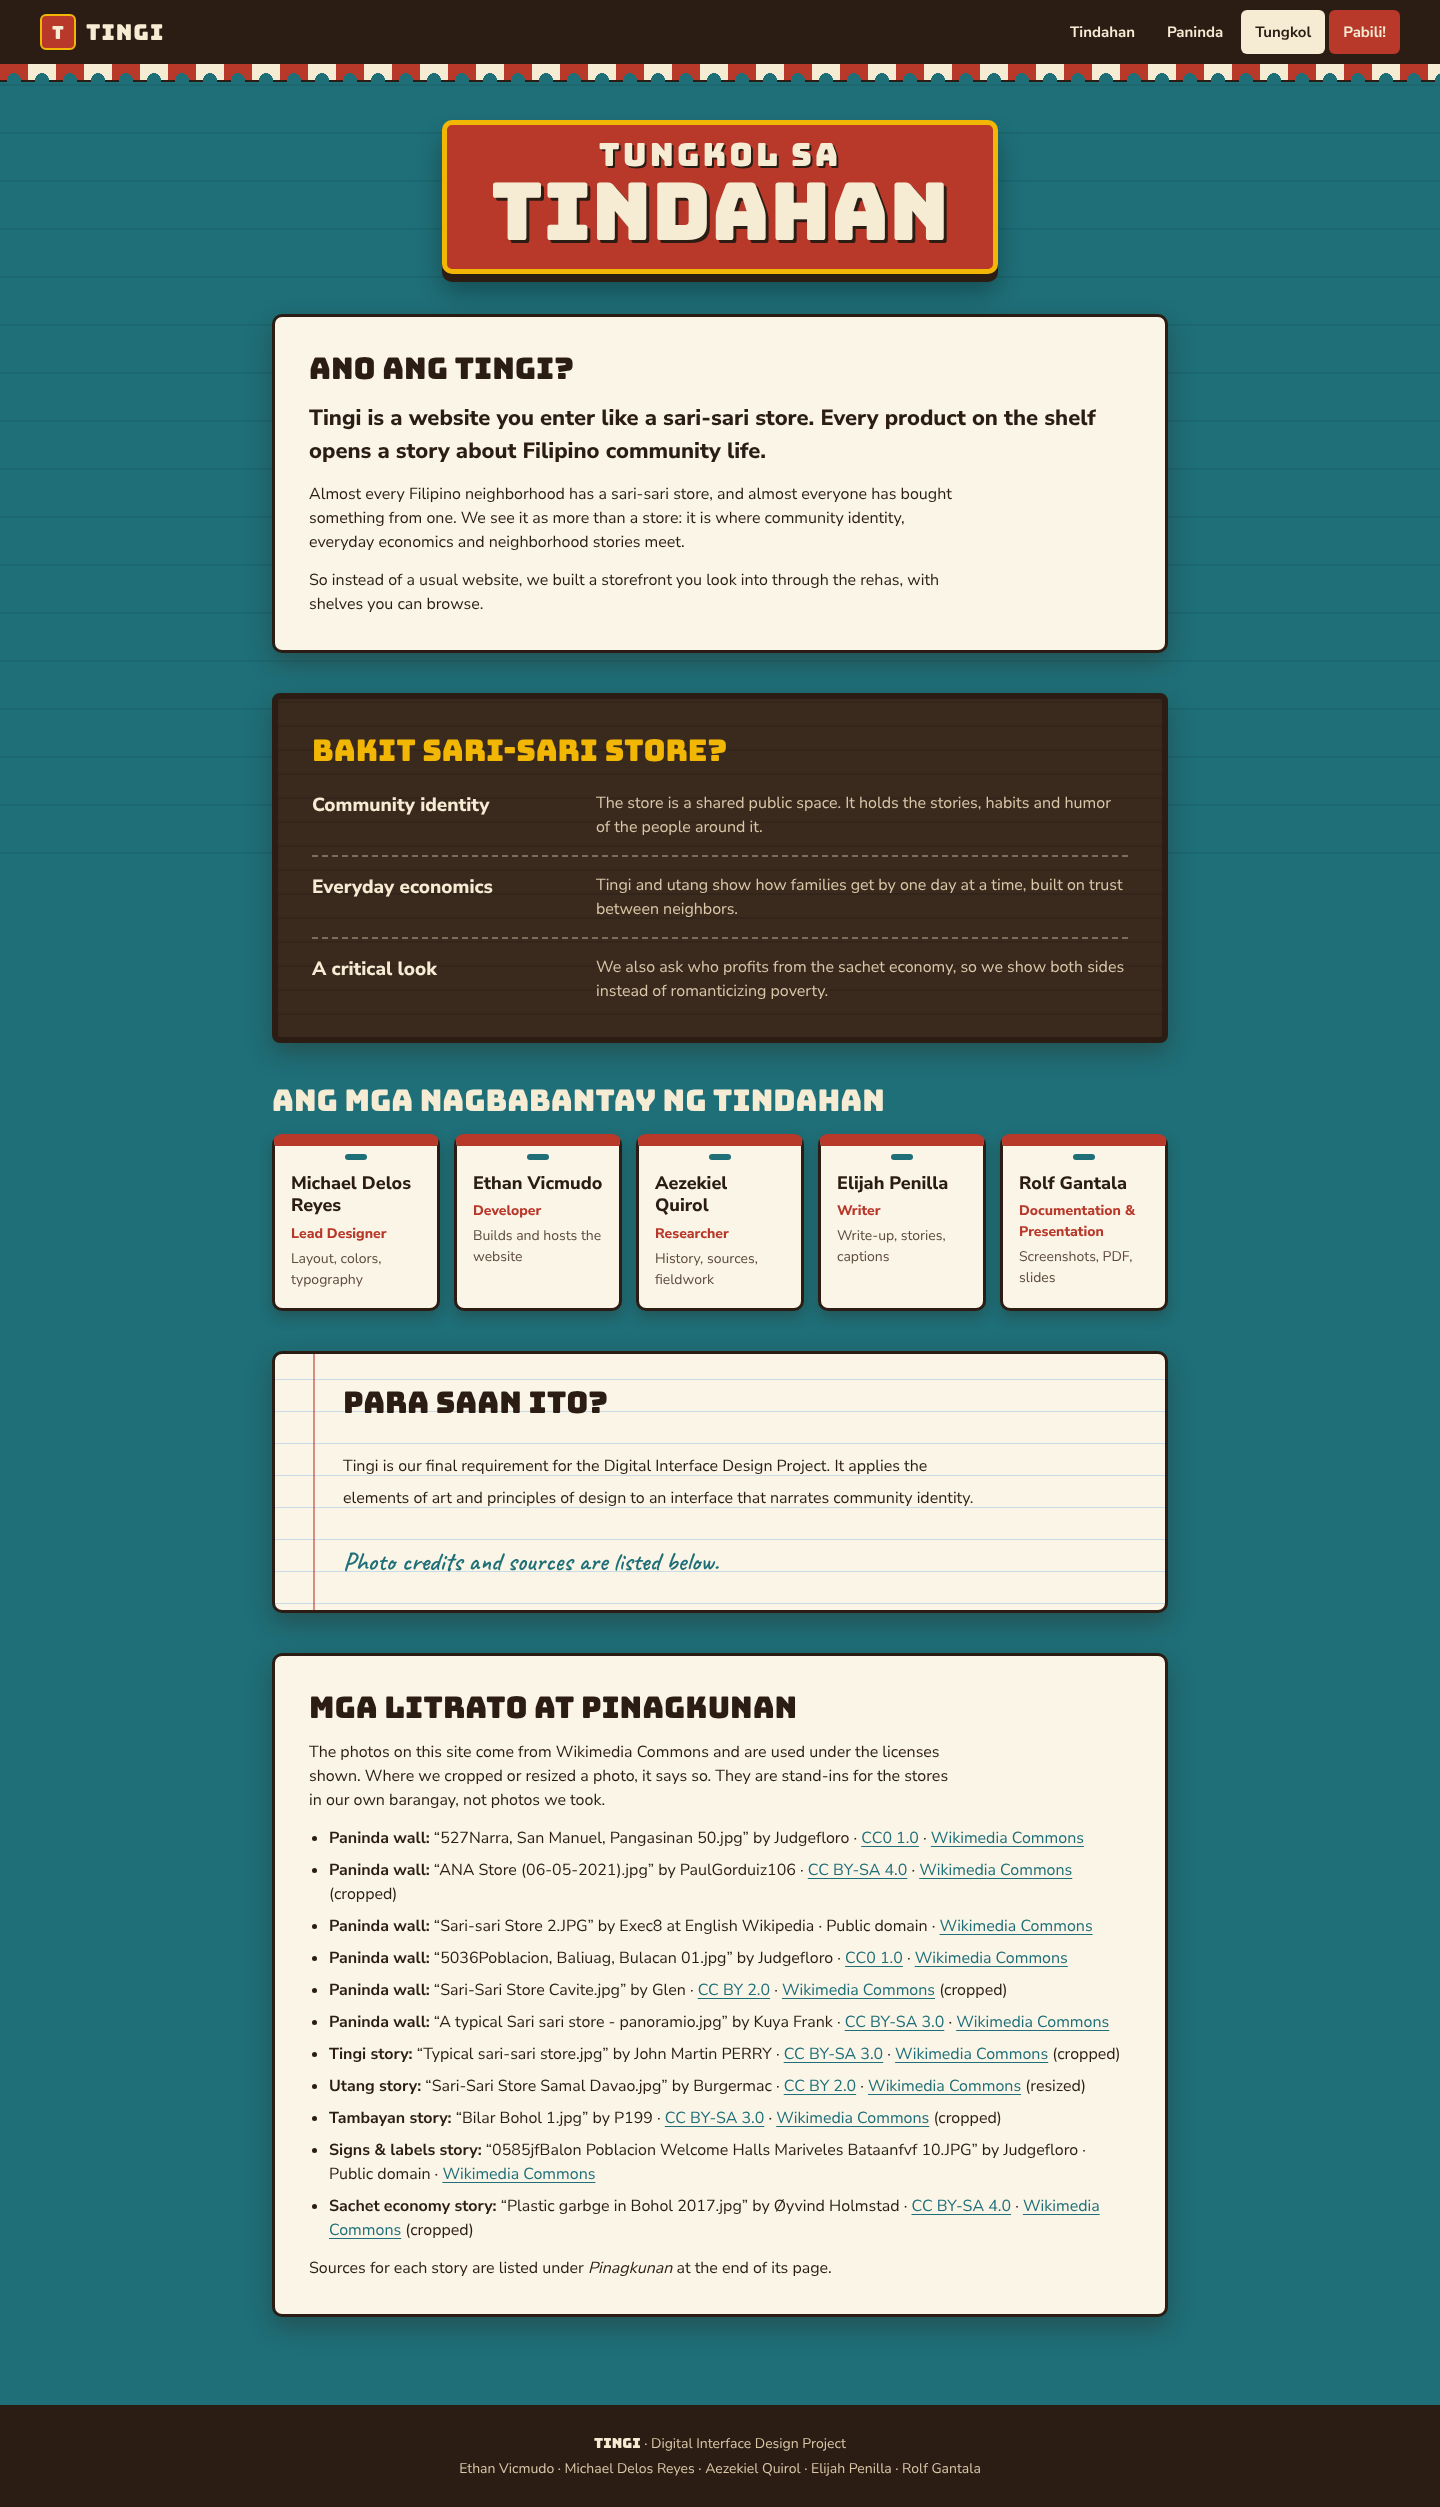 T TINGI
Tindahan Paninda Tungkol Pabili!
TUNGKOL SA
TINDAHAN
ANO ANG TINGI?
Tingi is a website you enter like a sari-sari store. Every product on the shelf
opens a story about Filipino community life.
Almost every Filipino neighborhood has a sari-sari store, and almost everyone has bought
something from one. We see it as more than a store: it is where community identity,
everyday economics and neighborhood stories meet.
So instead of a usual website, we built a storefront you look into through the rehas, with
shelves you can browse.
BAKIT SARI-SARI STORE?
Community identity
The store is a shared public space. It holds the stories, habits and humor
of the people around it.
Everyday economics
Tingi and utang show how families get by one day at a time, built on trust
between neighbors.
A critical look
We also ask who profits from the sachet economy, so we show both sides
instead of romanticizing poverty.
ANG MGA NAGBABANTAY NG TINDAHAN
Michael Delos
Reyes
Lead Designer
Layout, colors,
typography
Ethan Vicmudo
Developer
Builds and hosts the
website
Aezekiel
Quirol
Researcher
History, sources,
fieldwork
Elijah Penilla
Writer
Write-up, stories,
captions
Rolf Gantala
Documentation &
Presentation
Screenshots, PDF,
slides
PARA SAAN ITO?
Tingi is our final requirement for the Digital Interface Design Project. It applies the
elements of art and principles of design to an interface that narrates community identity.
Photo credits and sources are listed below.
MGA LITRATO AT PINAGKUNAN
The photos on this site come from Wikimedia Commons and are used under the licenses
shown. Where we cropped or resized a photo, it says so. They are stand-ins for the stores
in our own barangay, not photos we took.
• Paninda wall: “527Narra, San Manuel, Pangasinan 50.jpg” by Judgefloro · CC0 1.0 · Wikimedia Commons
• Paninda wall: “ANA Store (06-05-2021).jpg” by PaulGorduiz106 · CC BY-SA 4.0 · Wikimedia Commons
(cropped)
• Paninda wall: “Sari-sari Store 2.JPG” by Exec8 at English Wikipedia · Public domain · Wikimedia Commons
• Paninda wall: “5036Poblacion, Baliuag, Bulacan 01.jpg” by Judgefloro · CC0 1.0 · Wikimedia Commons
• Paninda wall: “Sari-Sari Store Cavite.jpg” by Glen · CC BY 2.0 · Wikimedia Commons (cropped)
• Paninda wall: “A typical Sari sari store - panoramio.jpg” by Kuya Frank · CC BY-SA 3.0 · Wikimedia Commons
• Tingi story: “Typical sari-sari store.jpg” by John Martin PERRY · CC BY-SA 3.0 · Wikimedia Commons (cropped)
• Utang story: “Sari-Sari Store Samal Davao.jpg” by Burgermac · CC BY 2.0 · Wikimedia Commons (resized)
• Tambayan story: “Bilar Bohol 1.jpg” by P199 · CC BY-SA 3.0 · Wikimedia Commons (cropped)
• Signs & labels story: “0585jfBalon Poblacion Welcome Halls Mariveles Bataanfvf 10.JPG” by Judgefloro ·
Public domain · Wikimedia Commons
• Sachet economy story: “Plastic garbge in Bohol 2017.jpg” by Øyvind Holmstad · CC BY-SA 4.0 · Wikimedia
Commons (cropped)
Sources for each story are listed under Pinagkunan at the end of its page.
TINGI · Digital Interface Design Project
Ethan Vicmudo · Michael Delos Reyes · Aezekiel Quirol · Elijah Penilla · Rolf Gantala